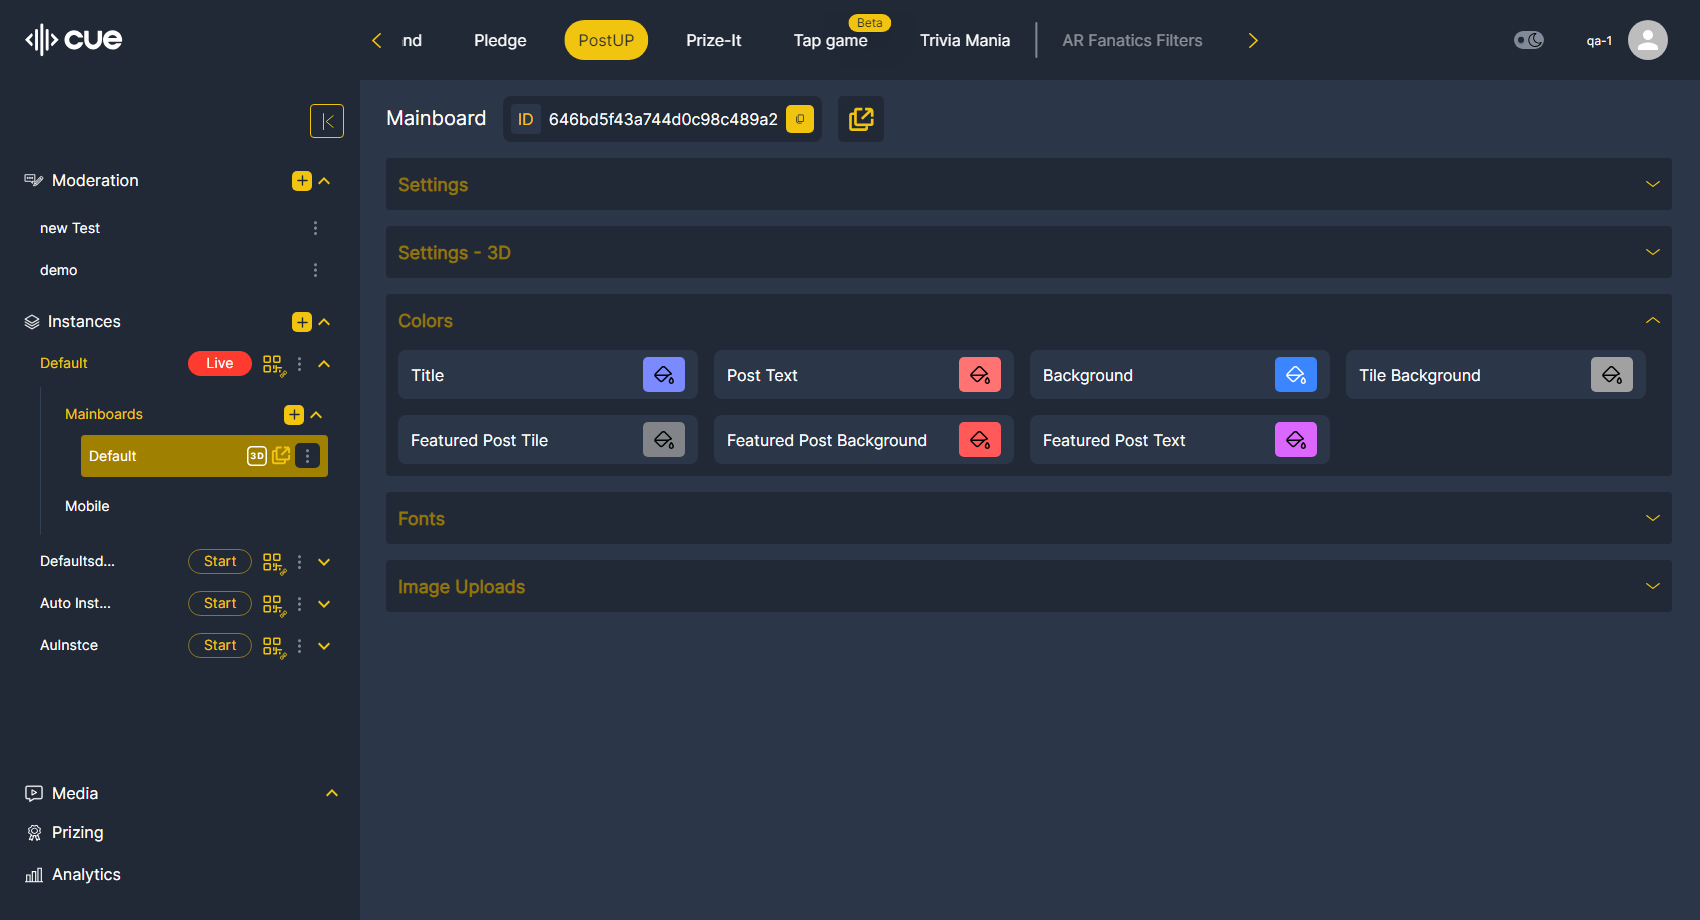 cue
nd
Pledge
PostUP
Prize-It
Tap game
Beta
Trivia Mania
AR Fanatics Filters
qa-1
Moderation
new Test
demo
Instances
Default
Live
Mainboards
Default
3D
Mobile
Defaultsd...
Start
Auto Inst...
Start
AuInstce
Start
Media
Prizing
Analytics
Mainboard
ID
646bd5f43a744d0c98c489a2
Settings
Settings - 3D
Colors
Title
Post Text
Background
Tile Background
Featured Post Tile
Featured Post Background
Featured Post Text
Fonts
Image Uploads